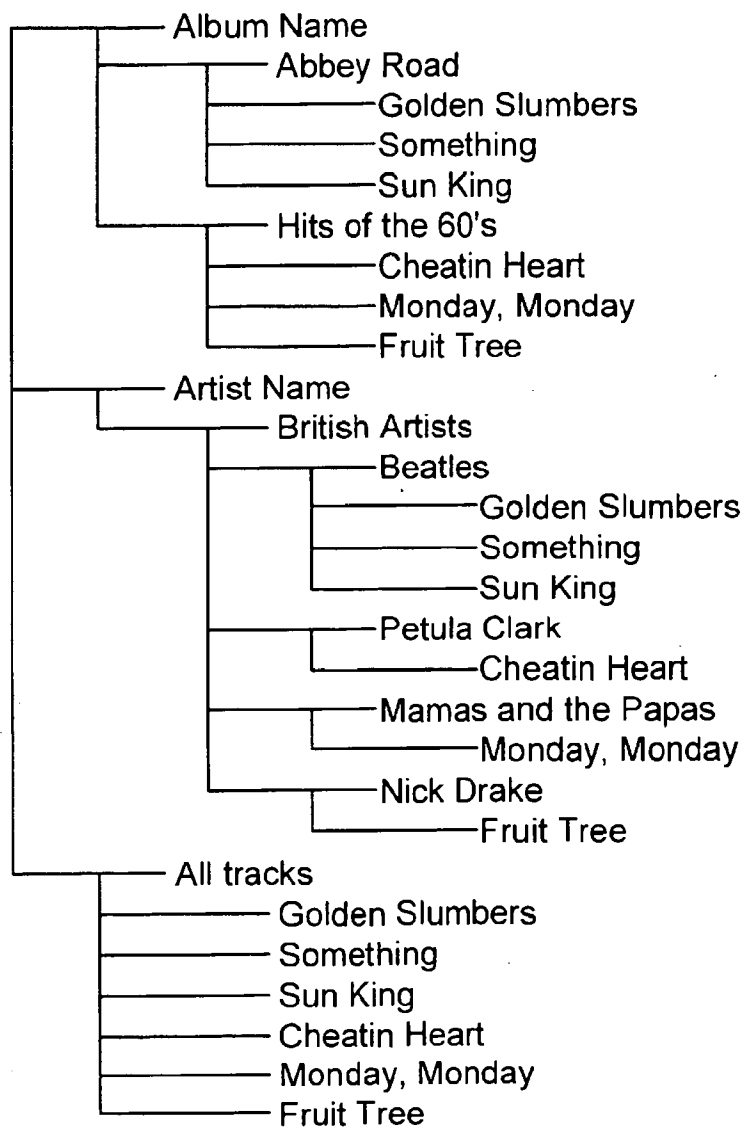 Album Name
Abbey Road
Golden Slumbers
Something
Sun King
Hits of the 60's
Cheatin Heart
Monday, Monday
Fruit Tree
Artist Name
British Artists
Beatles
Golden Slumbers
Something
Sun King
Petula Clark
Cheatin Heart
Mamas and the Papas
Monday, Monday
Nick Drake
Fruit Tree
All tracks
Golden Slumbers
Something
Sun King
Cheatin Heart
Monday, Monday
Fruit Tree